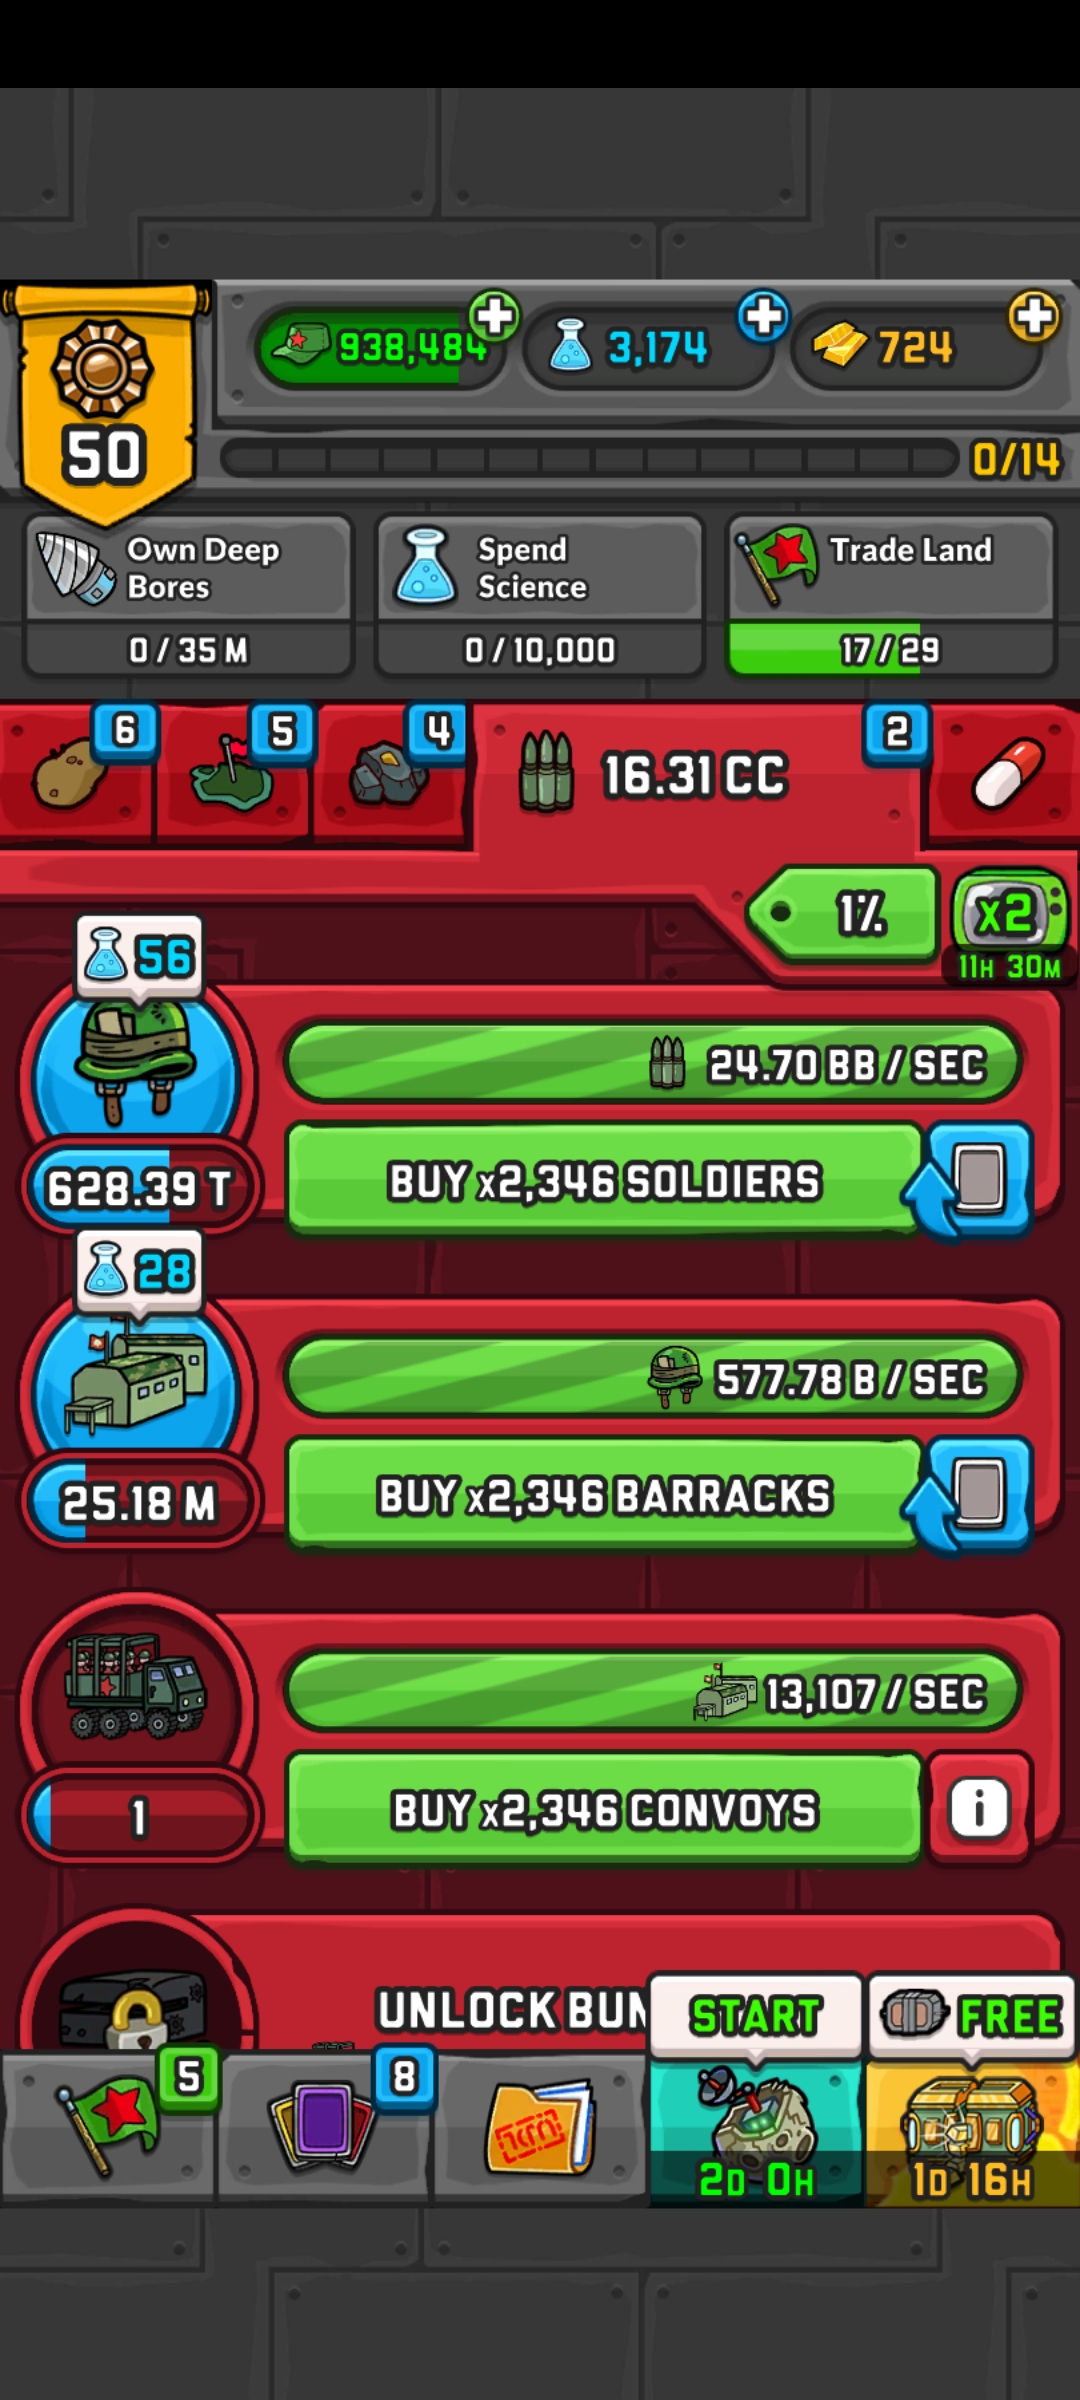 938,484
3,174
724
50
0/14
Own Deep
Bores
0 / 35 M
Spend
Science
0 / 10,000
Trade Land
17 / 29
6
5
4
16.31 CC
2
1%
x2
11H 30M
56
24.70 BB / SEC
628.39 T
BUY x2,346 SOLDIERS
28
577.78 B / SEC
25.18 M
BUY x2,346 BARRACKS
13,107 / SEC
1
BUY x2,346 CONVOYS
i
UNLOCK BUN
START
FREE
5
8
2D 0H
1D 16H